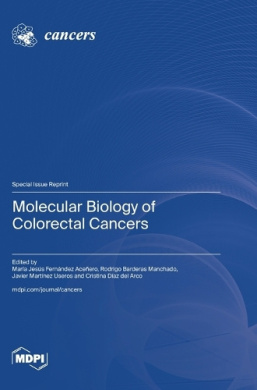 cancers
Special Issue Reprint
Molecular Biology of
Colorectal Cancers
Edited by
María Jesús Fernández Aceñero, Rodrigo Barderas Manchado,
Javier Martinez Useros and Cristina Díaz del Arco
mdpi.com/journal/cancers
MDPI